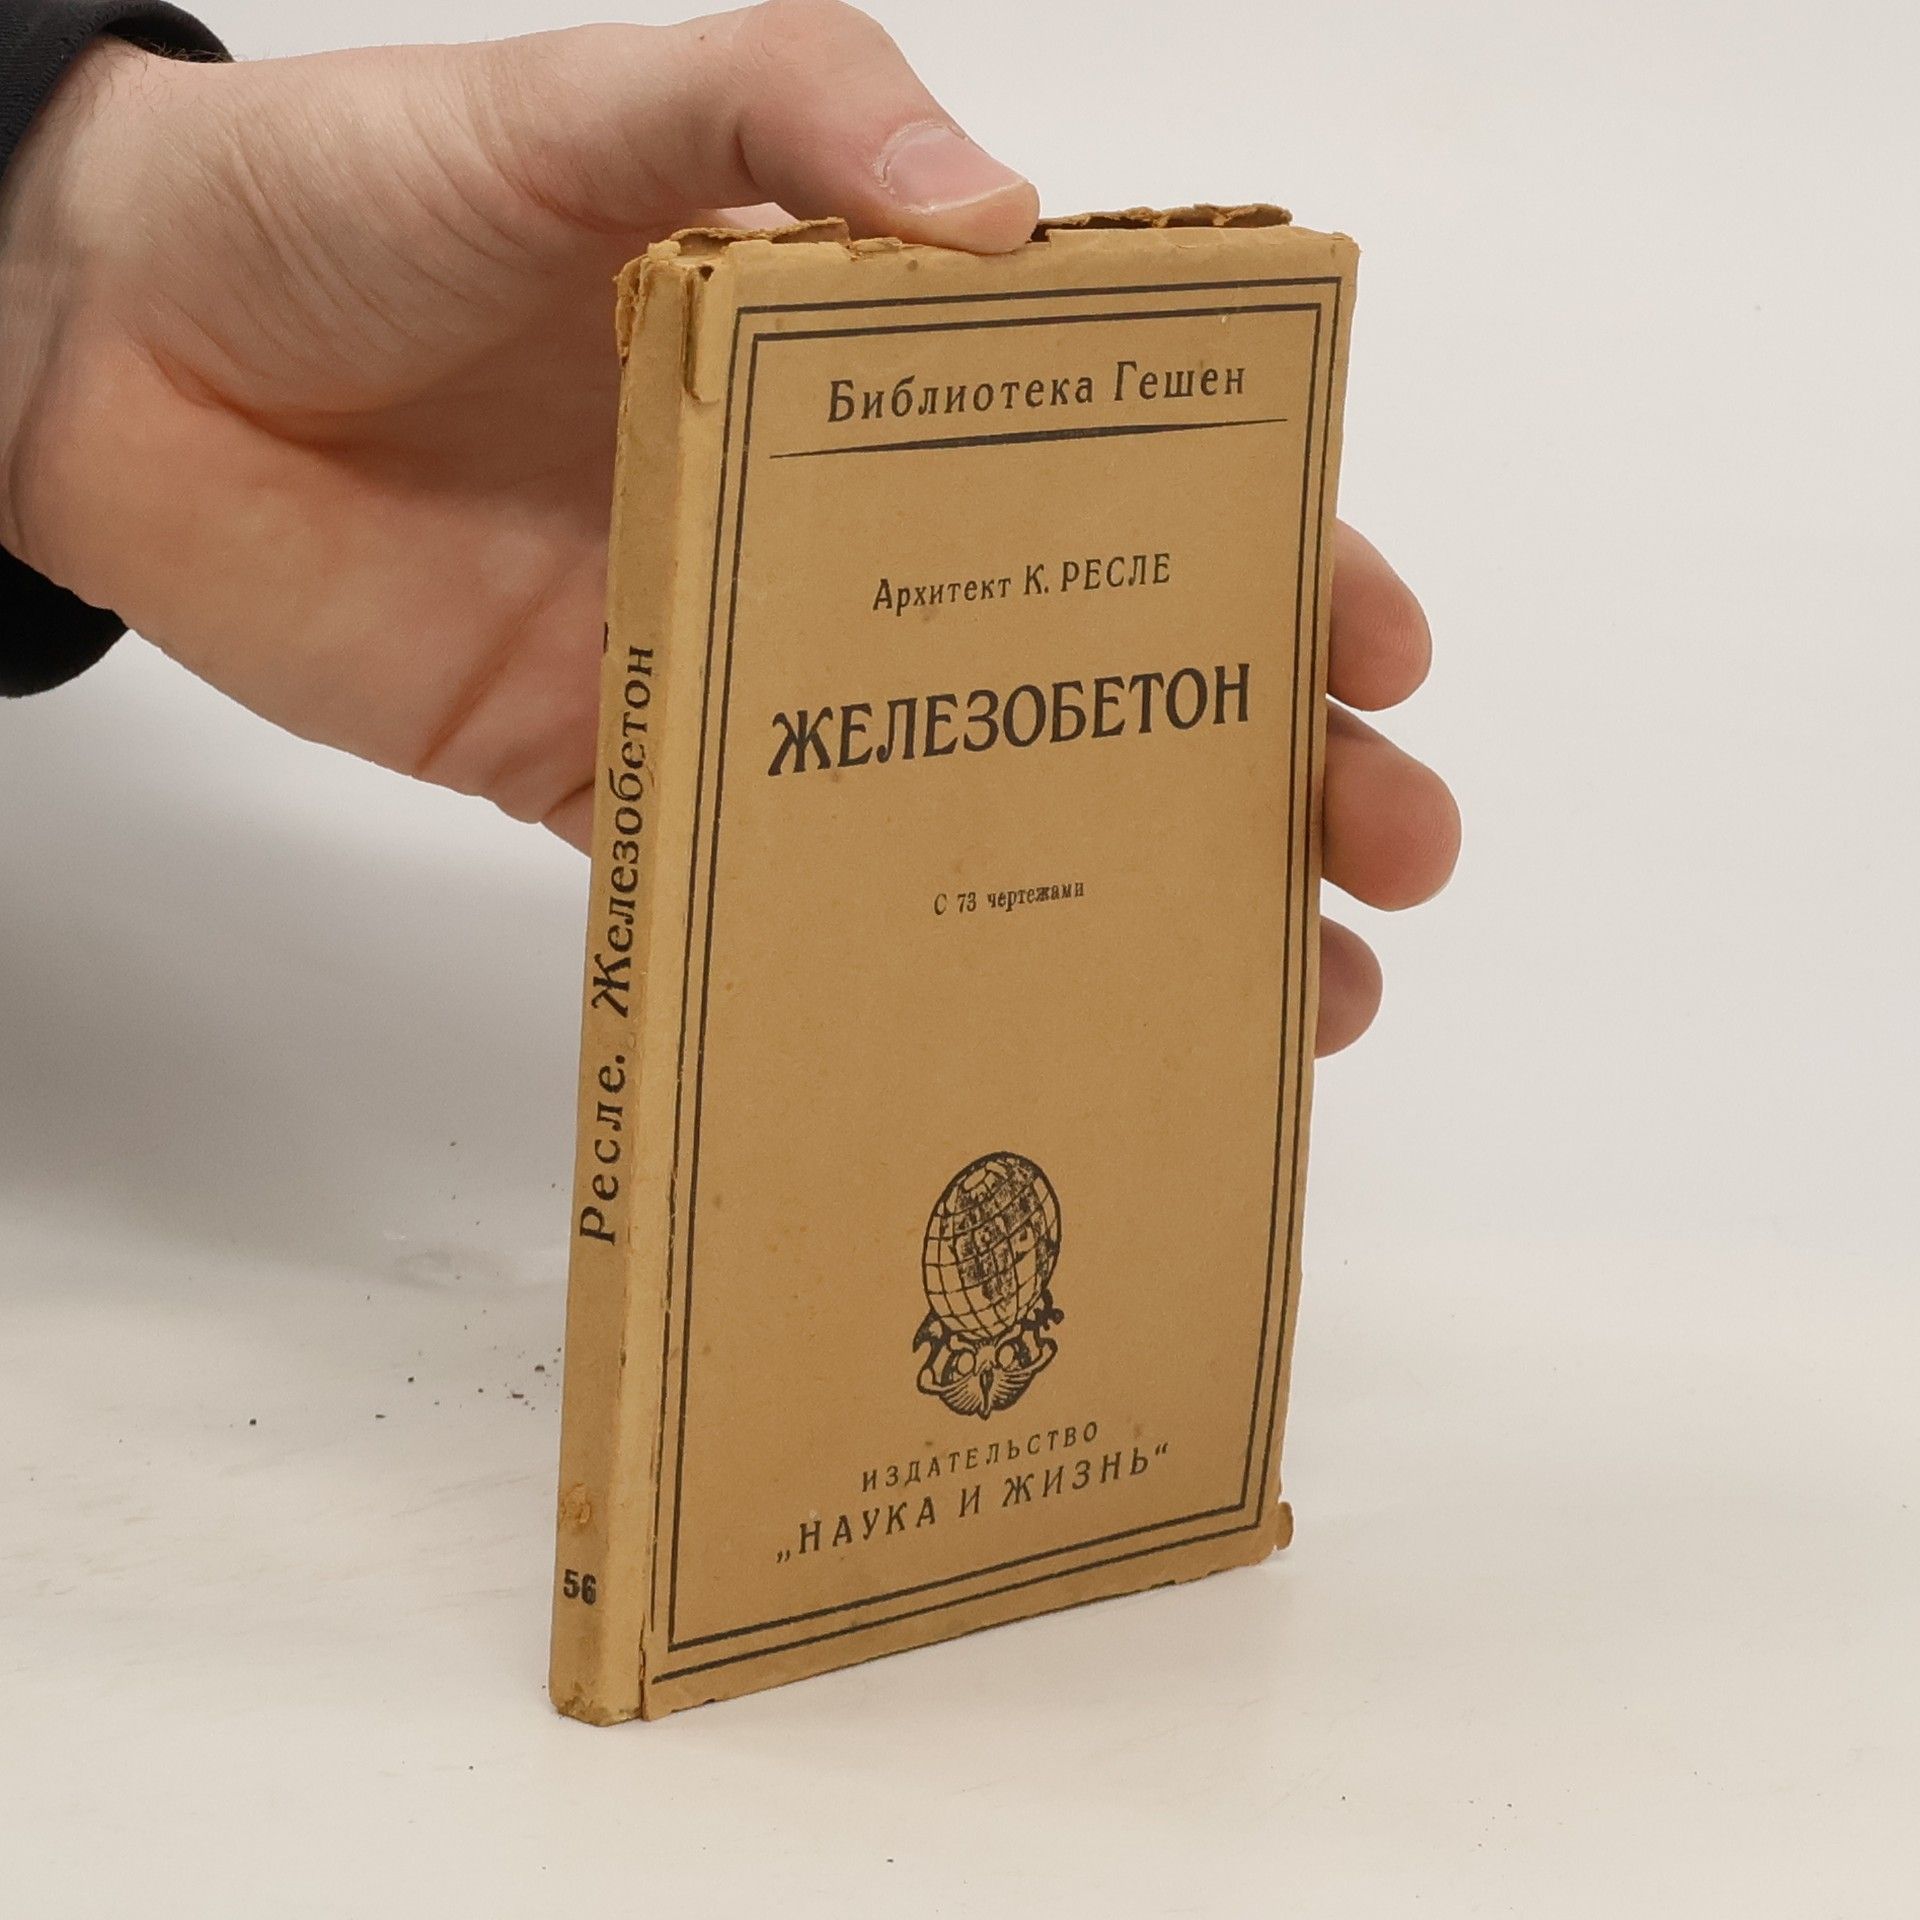 Библиотека Гешен
Архитект К. РЕСЛЕ
ЖЕЛЕЗОБЕТОН
С 73 чертежами
ИЗДАТЕЛЬСТВО
„НАУКА И ЖИЗНЬ“
Ресле. Железобетон
56